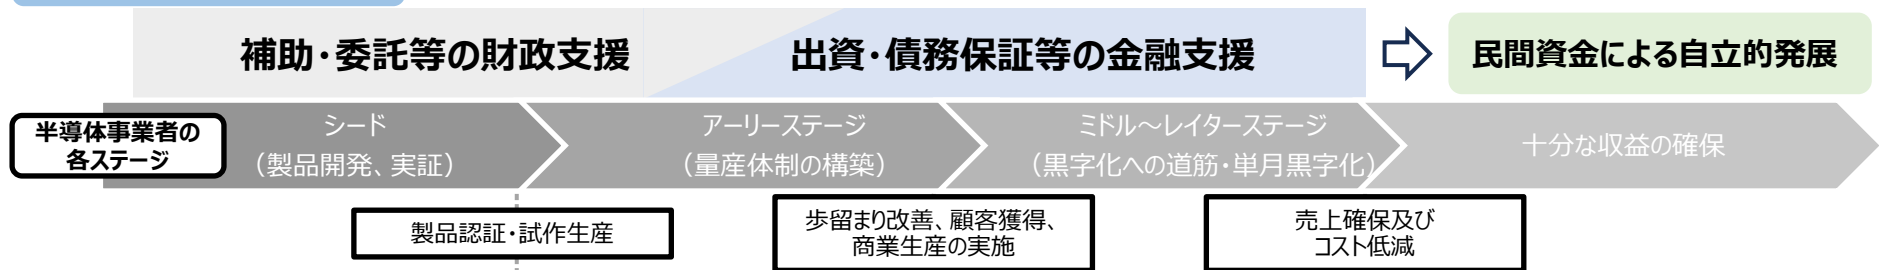 補助・委託等の財政支援
出資・債務保証等の金融支援
民間資金による自立的発展
半導体事業者の
各ステージ
シード
（製品開発、実証）
アーリーステージ
（量産体制の構築）
ミドル～レイターステージ
（黒字化への道筋・単月黒字化）
十分な収益の確保
製品認証・試作生産
歩留まり改善、顧客獲得、
商業生産の実施
売上確保及び
コスト低減